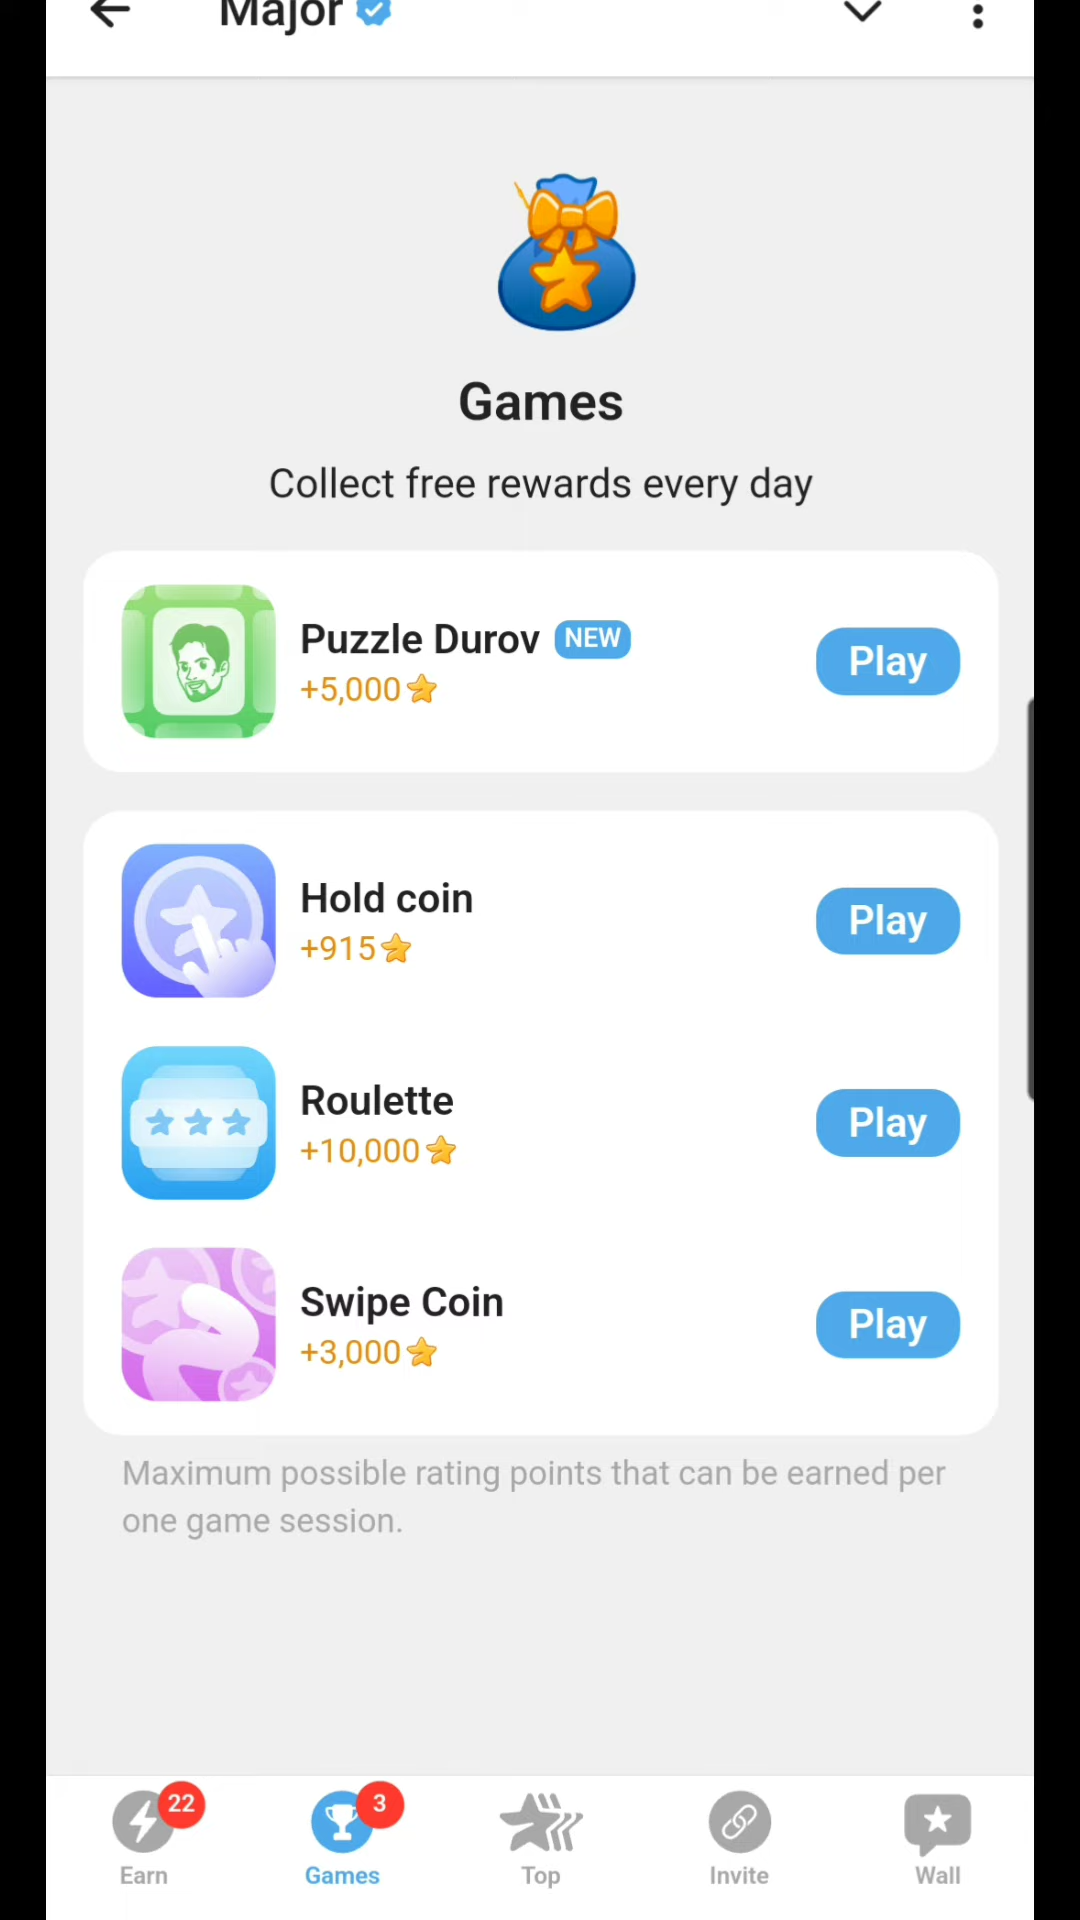 Major
Games
Collect free rewards every day
Puzzle Durov NEW
+5,000
Play
Hold coin
+915
Play
Roulette
+10,000
Play
Swipe Coin
+3,000
Play
Maximum possible rating points that can be earned per
one game session.
22
3
Earn
Games
Top
Invite
Wall